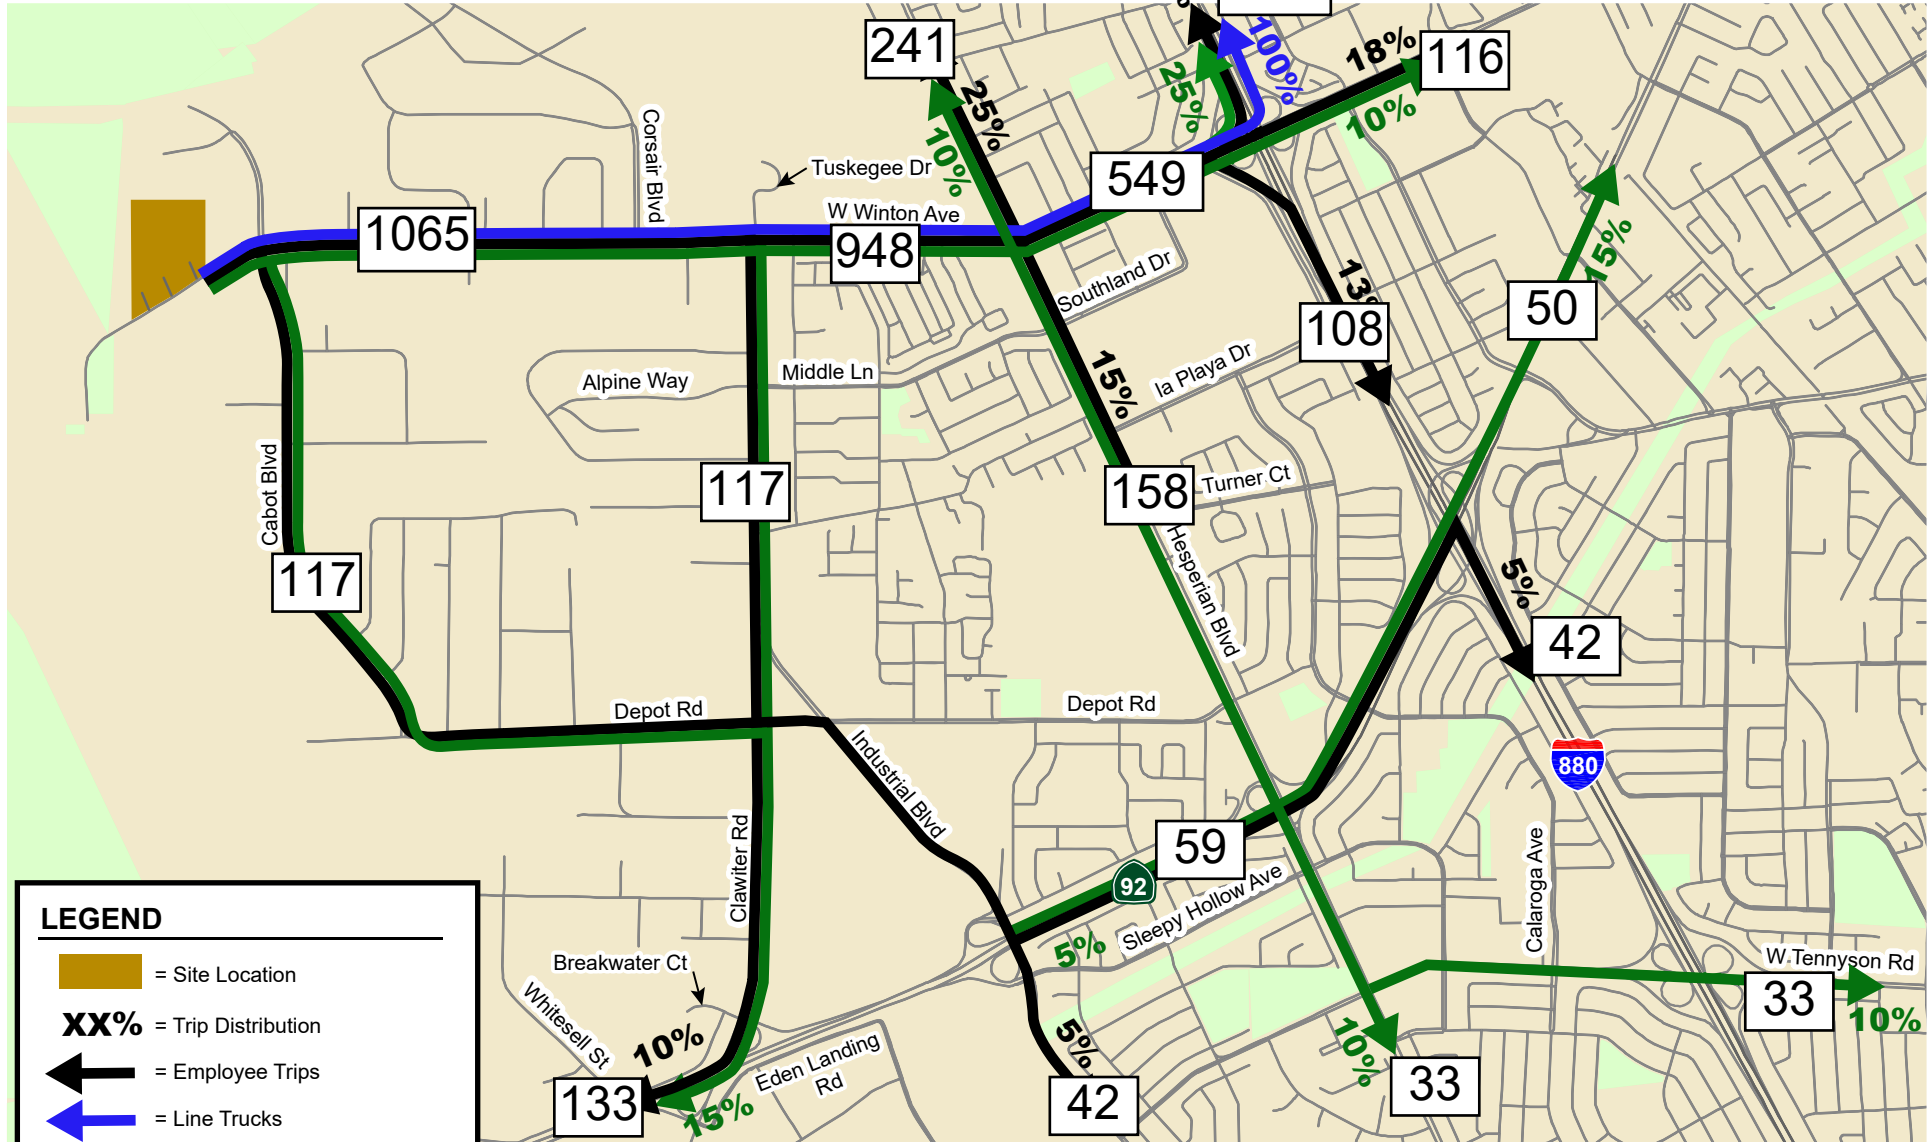 241
25%
10%
25%
100%
18%
116
10%
Corsair Blvd
Tuskegee Dr
549
W Winton Ave
1065
948
15%
50
Southland Dr
13%
108
la Playa Dr
Middle Ln
Alpine Way
15%
Cabot Blvd
117
158
Turner Ct
117
Hesperian Blvd
5%
42
Depot Rd
Depot Rd
Industrial Blvd
880
59
92
Clawiter Rd
Sleepy Hollow Ave
Calaroga Ave
5%
Breakwater Ct
W Tennyson Rd
33
10%
Whitesell St
10%
5%
10%
Eden Landing
Rd
133
15%
42
33
LEGEND
= Site Location
XX% = Trip Distribution
= Employee Trips
= Line Trucks